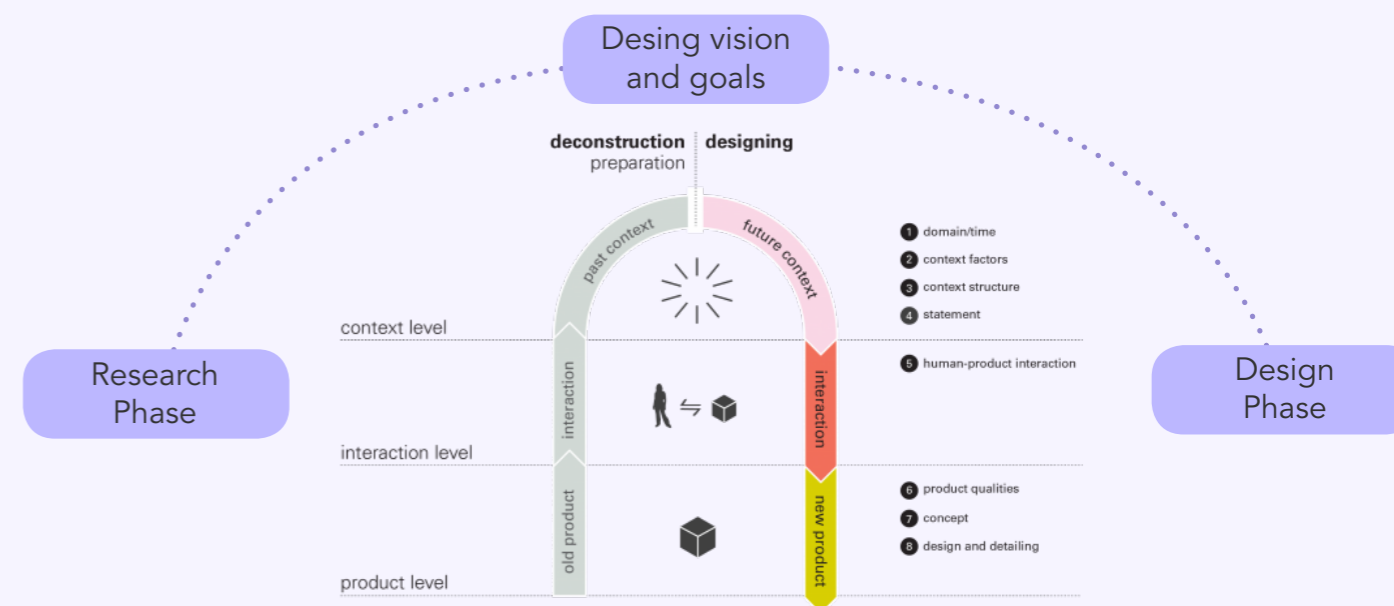 Desing vision
and goals
deconstruction designing
preparation
past context
future context
1 domain/time
2 context factors
3 context structure
4 statement
context level
Research
Phase
Design
Phase
interaction
interaction
5 human-product interaction
interaction level
old product
new product
6 product qualities
7 concept
8 design and detailing
product level